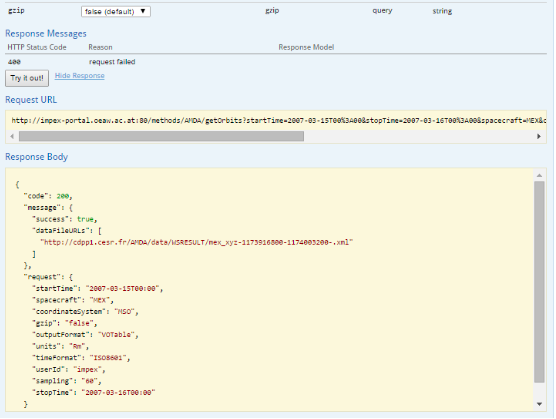 gzip false (default) gzip query string
Response Messages
HTTP Status Code Reason Response Model
400 request failed
Try it out! Hide Response
Request URL
http://impex-portal.oeaw.ac.at:80/methods/AMDA/getOrbits?startTime=2007-03-15T00%3A00&stopTime=2007-03-16T00%3A00&spacecraft=MEX&c
Response Body
{
"code": 200,
"message": {
"success": true,
"dataFileURLs": [
"http://cdpp1.cesr.fr/AMDA/data/WSRESULT/mex_xyz-1173916800-1174003200-.xml"
]
},
"request": {
"startTime": "2007-03-15T00:00",
"spacecraft": "MEX",
"coordinateSystem": "MSO",
"gzip": "false",
"outputFormat": "VOTable",
"units": "Rm",
"timeFormat": "ISO8601",
"userId": "impex",
"sampling": "60",
"stopTime": "2007-03-16T00:00"
}